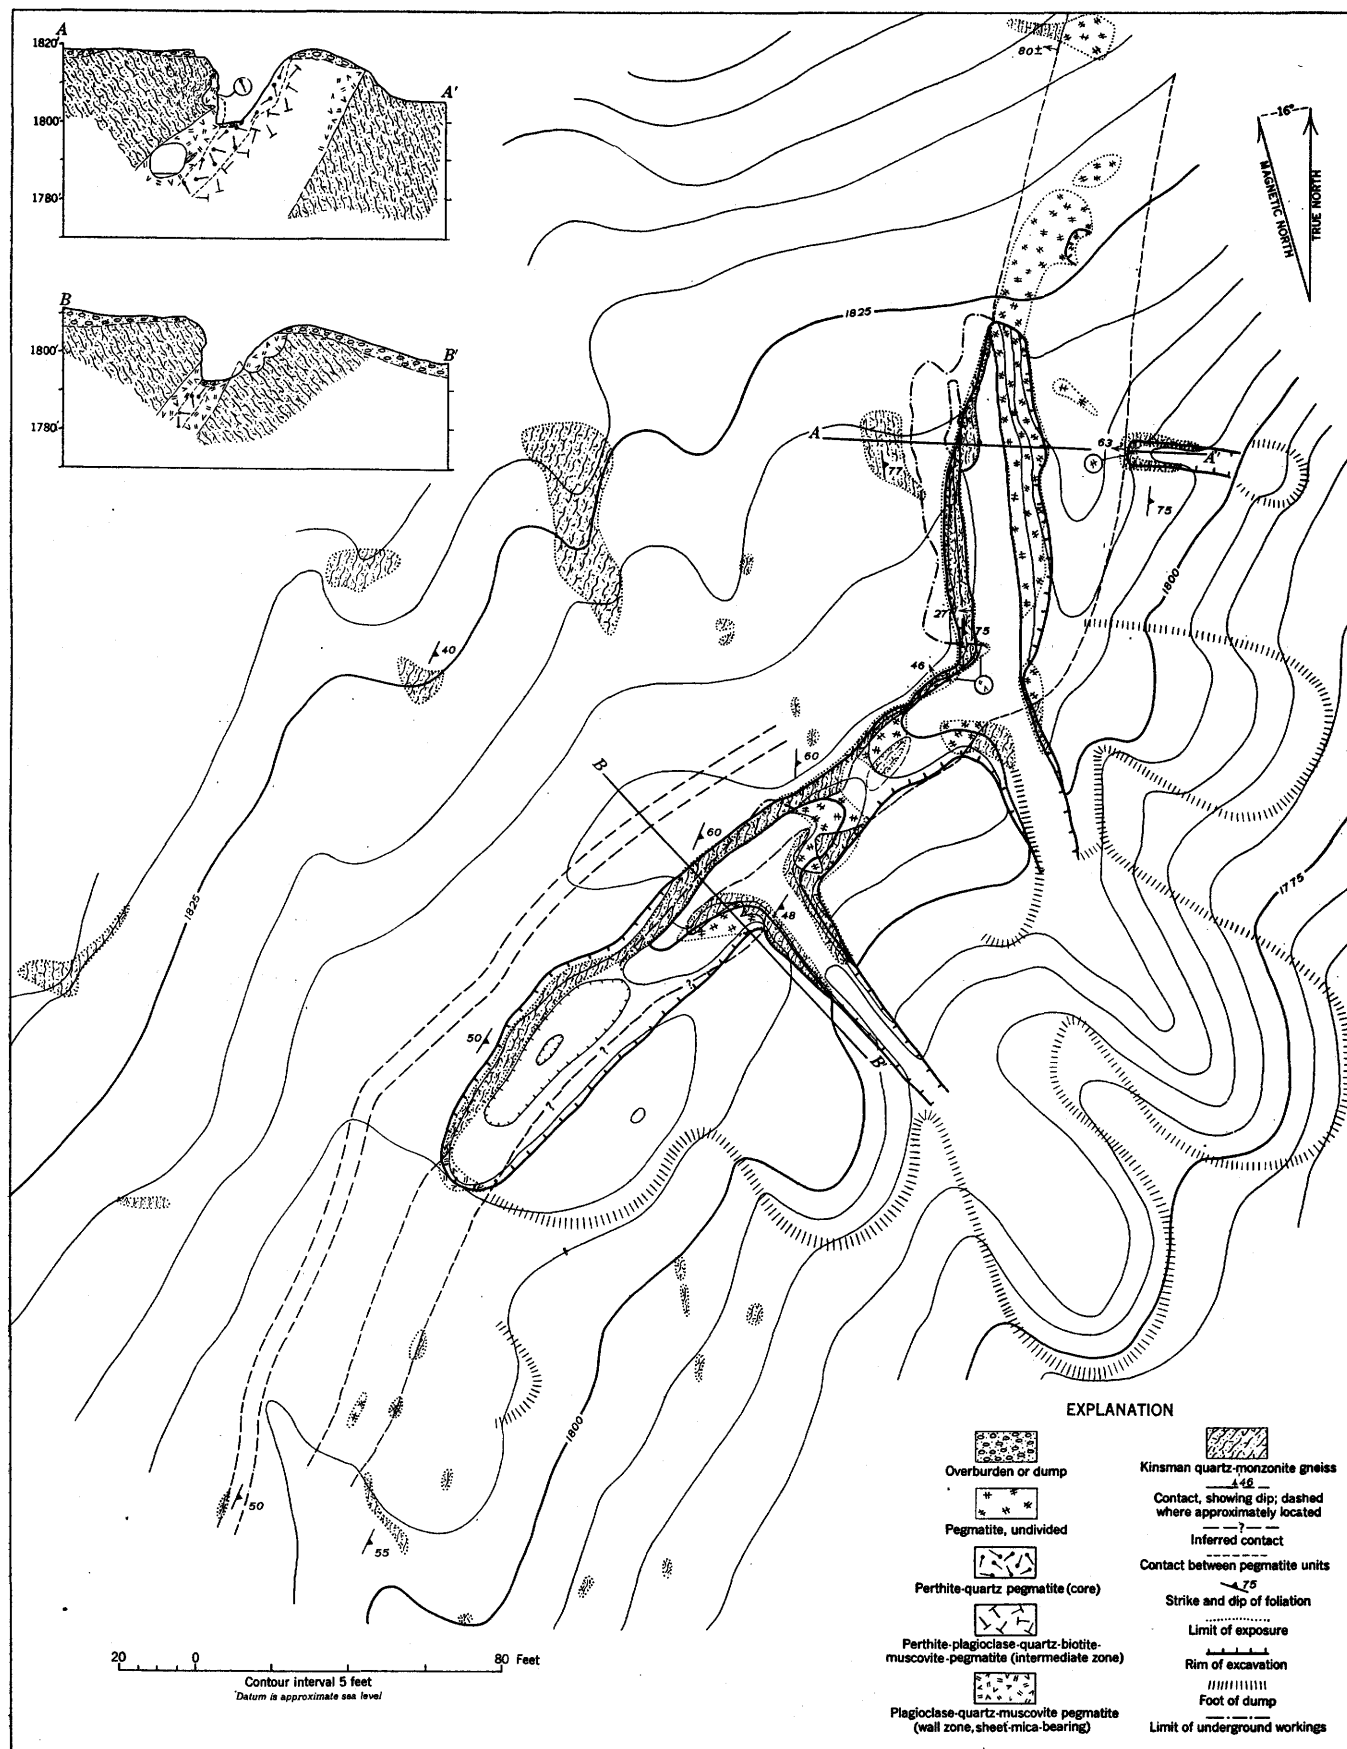 A
1820'
1800'
1780'
A'
B
1800'
1780'
B'
80±
16°
MAGNETIC NORTH
TRUE NORTH
1825
A
77
63
A'
75
1800
27
75
46
40
B
60
60
48
1825
1775
50
?
?
B'
1800
50
55
EXPLANATION
Overburden or dump
Pegmatite, undivided
Perthite-quartz pegmatite (core)
Perthite-plagioclase-quartz-biotite-
muscovite-pegmatite (intermediate zone)
Plagioclase-quartz-muscovite pegmatite
(wall zone, sheet-mica-bearing)
Kinsman quartz-monzonite gneiss
46
Contact, showing dip; dashed
where approximately located
?
Inferred contact
Contact between pegmatite units
75
Strike and dip of foliation
Limit of exposure
Rim of excavation
Foot of dump
Limit of underground workings
20 0 80 Feet
Contour interval 5 feet
Datum is approximate sea level